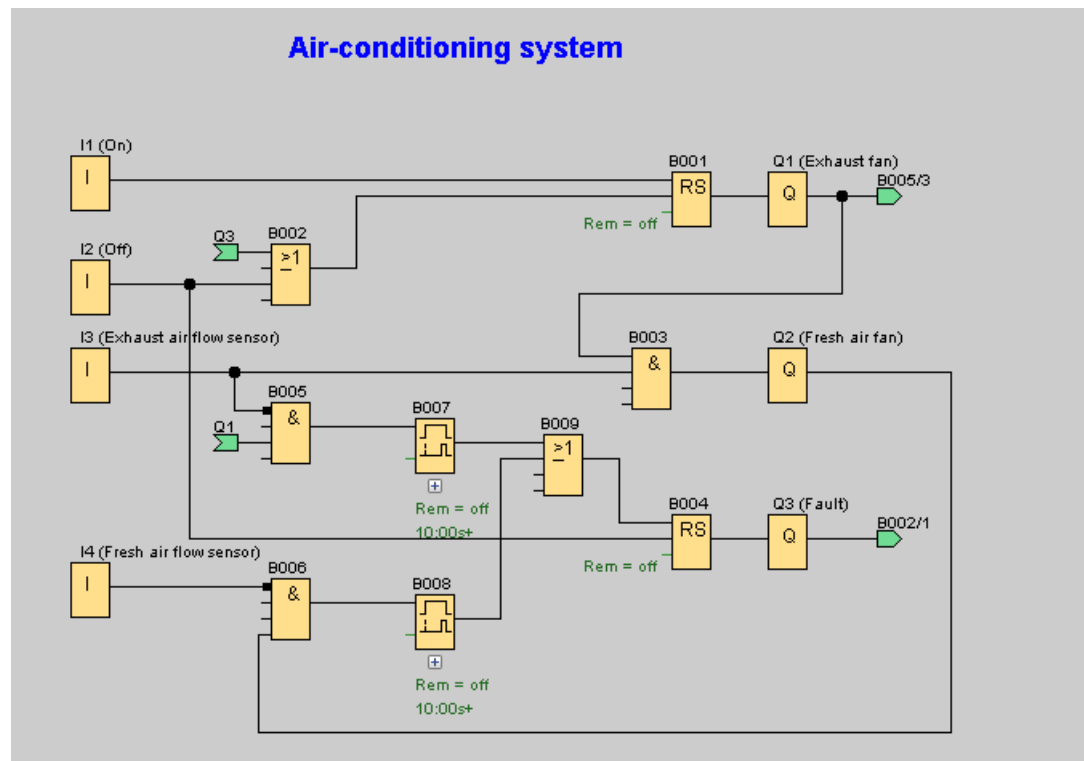 Air-conditioning system
I1 (On)
I
B001
RS
Rem = off
Q1 (Exhaust fan)
Q
B005/3
Q3
B002
>1
I2 (Off)
I
I3 (Exhaust air flow sensor)
I
B003
&
Q2 (Fresh air fan)
Q
B005
&
Q1
B007
+
Rem = off
10:00s+
B009
>1
B004
RS
Rem = off
Q3 (Fault)
Q
B002/1
I4 (Fresh air flow sensor)
I
B006
&
B008
+
Rem = off
10:00s+